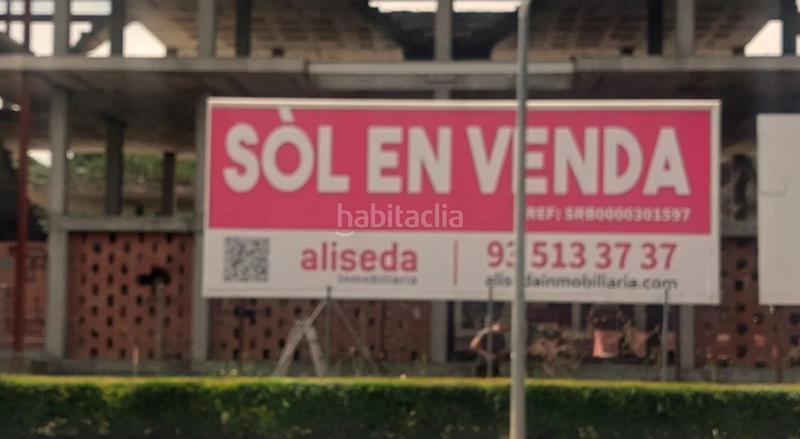 SÒL EN VENDA
habitaclia
REF: SRB0000301597
aliseda
inmobiliaria
93 513 37 37
alisedainmobiliaria.com